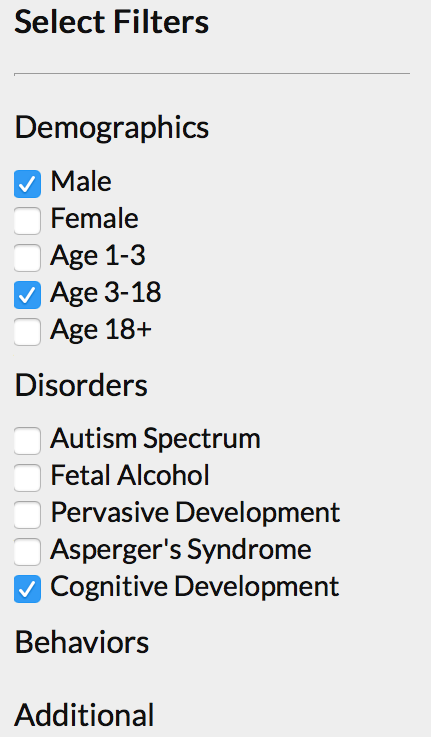 Select Filters
Demographics
Male
Female
Age 1-3
Age 3-18
Age 18+
Disorders
Autism Spectrum
Fetal Alcohol
Pervasive Development
Asperger's Syndrome
Cognitive Development
Behaviors
Additional